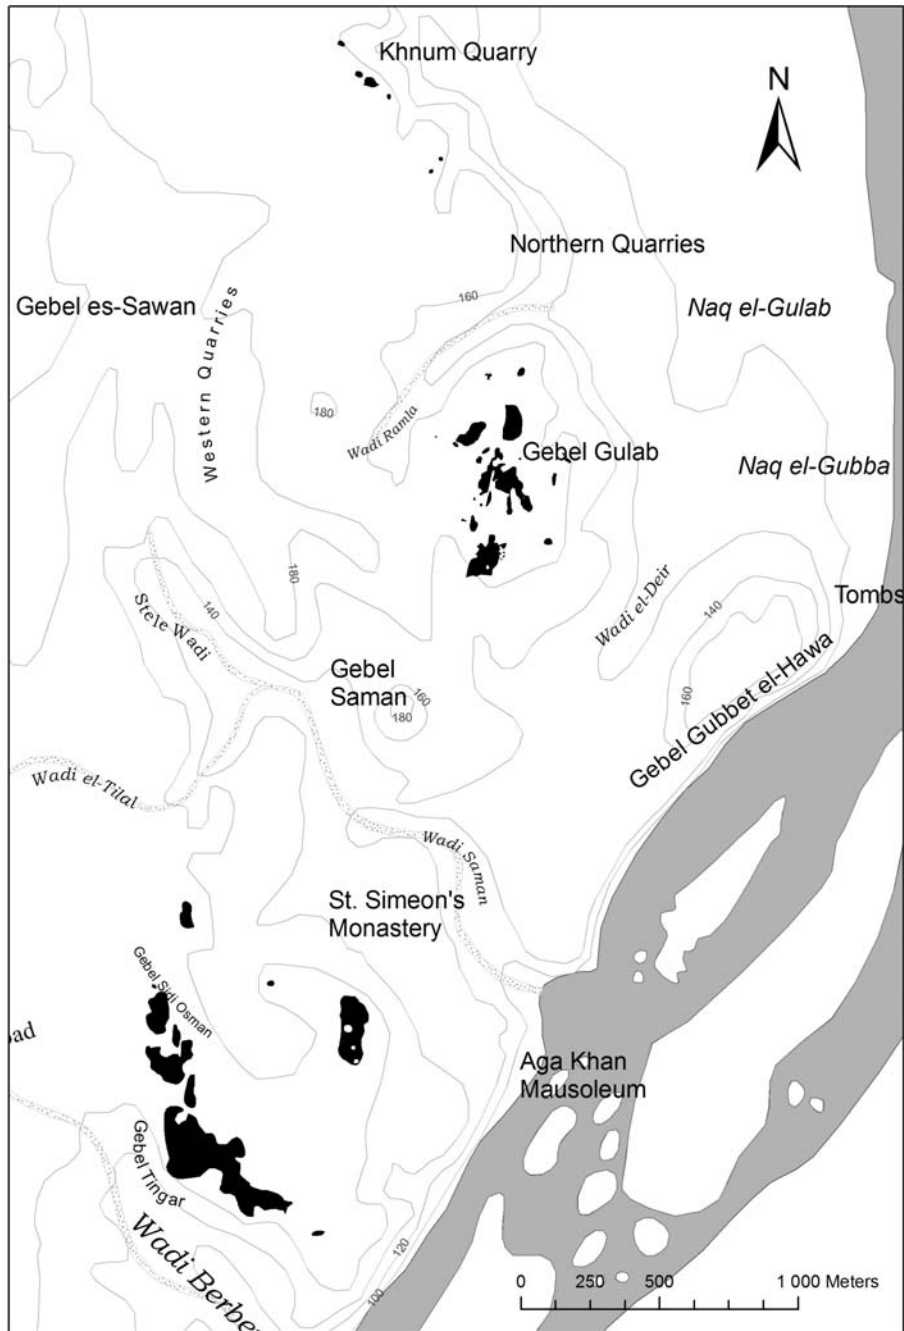 Khnum Quarry
N
Northern Quarries
160
Gebel es-Sawan
Western Quarries
Naq el-Gulab
180
Wadi Ramla
Gebel Gulab
Naq el-Gubba
180
140
Stele Wadi
Wadi el-Deir
Tombs
140
Gebel
Saman
160
180
160
Gebel Gubbet el-Hawa
Wadi el-Tilal
Wadi Saman
St. Simeon's
Monastery
Gebel Sidi Osman
Aga Khan
Mausoleum
Gebel Tingar
Wadi Berbe
120
100
0 250 500 1 000 Meters